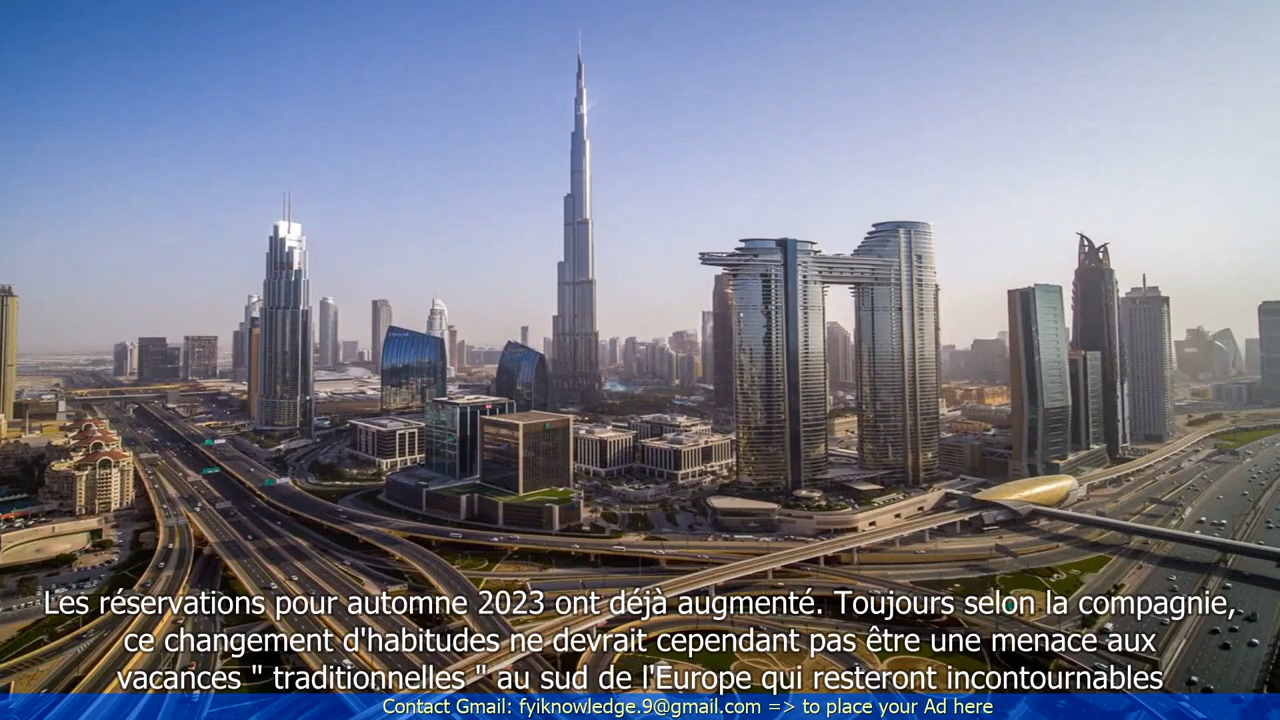 Les réservations pour automne 2023 ont déjà augmenté. Toujours selon la compagnie,
ce changement d'habitudes ne devrait cependant pas être une menace aux
vacances " traditionnelles " au sud de l'Europe qui resteront incontournables
Contact Gmail: fyiknowledge.9@gmail.com => to place your Ad here